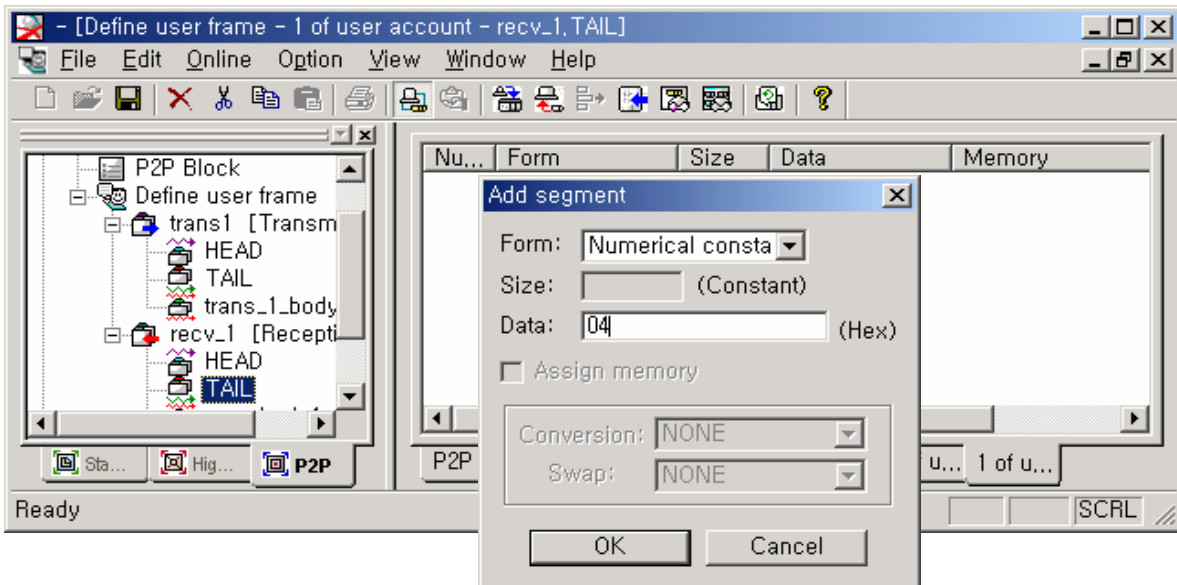 - [Define user frame - 1 of user account - recv_1, TAIL]
File Edit Online Option View Window Help
P2P Block
Define user frame
trans1 [Transm
HEAD
TAIL
trans_1_body
recv_1 [Recepti
HEAD
TAIL
Sta... Hig... P2P
Nu... Form Size Data Memory
P2P
u... 1 of u...
Add segment
Form: Numerical consta
Size: (Constant)
Data: 04 (Hex)
Assign memory
Conversion: NONE
Swap: NONE
OK Cancel
Ready
SCRL